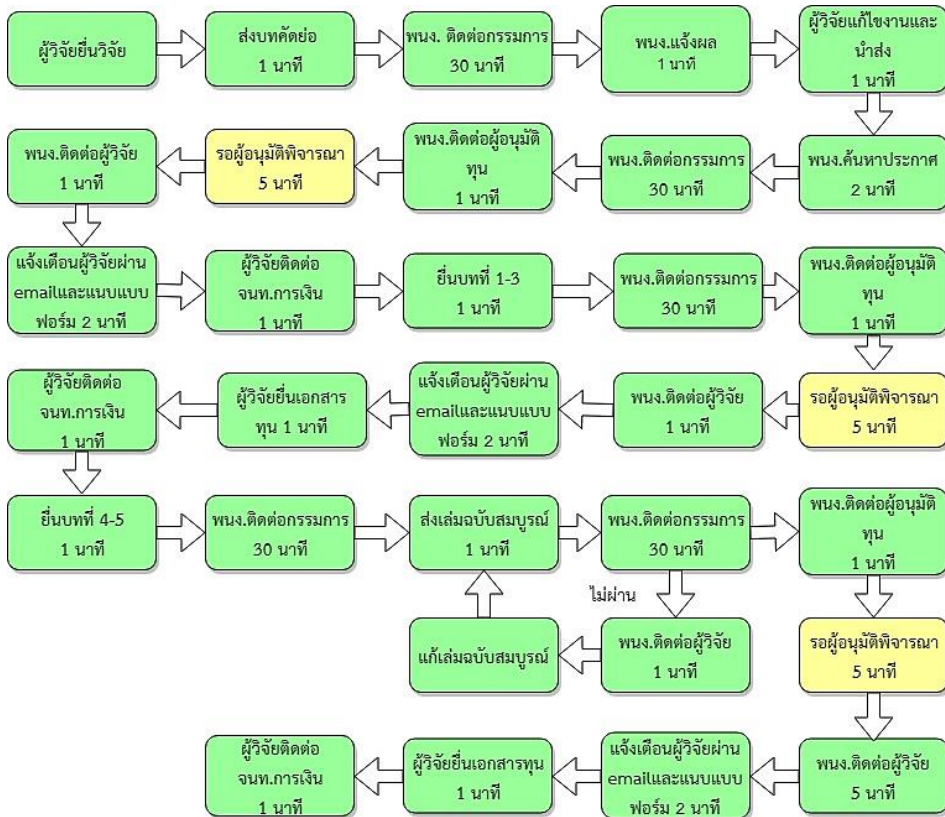 ผู้วิจัยยื่นวิจัย
ส่งบทคัดย่อ
1 นาที
พนง. ติดต่อกรรมการ
30 นาที
พนง.แจ้งผล
1 นาที
ผู้วิจัยแก้ไขงานและ
นำส่ง
1 นาที
พนง.ค้นหาประกาศ
2 นาที
พนง.ติดต่อกรรมการ
30 นาที
พนง.ติดต่อผู้อนุมัติ
ทุน
1 นาที
รอผู้อนุมัติพิจารณา
5 นาที
พนง.ติดต่อผู้วิจัย
1 นาที
แจ้งเตือนผู้วิจัยผ่าน
emailและแนบแบบ
ฟอร์ม 2 นาที
ผู้วิจัยติดต่อ
จนท.การเงิน
1 นาที
ยื่นบทที่ 1-3
1 นาที
พนง.ติดต่อกรรมการ
30 นาที
พนง.ติดต่อผู้อนุมัติ
ทุน
1 นาที
รอผู้อนุมัติพิจารณา
5 นาที
พนง.ติดต่อผู้วิจัย
1 นาที
แจ้งเตือนผู้วิจัยผ่าน
emailและแนบแบบ
ฟอร์ม 2 นาที
ผู้วิจัยยื่นเอกสาร
ทุน 1 นาที
ผู้วิจัยติดต่อ
จนท.การเงิน
1 นาที
ยื่นบทที่ 4-5
1 นาที
พนง.ติดต่อกรรมการ
30 นาที
ส่งเล่มฉบับสมบูรณ์
1 นาที
พนง.ติดต่อกรรมการ
30 นาที
พนง.ติดต่อผู้อนุมัติ
ทุน
1 นาที
ไม่ผ่าน
พนง.ติดต่อผู้วิจัย
1 นาที
แก้เล่มฉบับสมบูรณ์
รอผู้อนุมัติพิจารณา
5 นาที
พนง.ติดต่อผู้วิจัย
5 นาที
แจ้งเตือนผู้วิจัยผ่าน
emailและแนบแบบ
ฟอร์ม 2 นาที
ผู้วิจัยยื่นเอกสารทุน
1 นาที
ผู้วิจัยติดต่อ
จนท.การเงิน
1 นาที